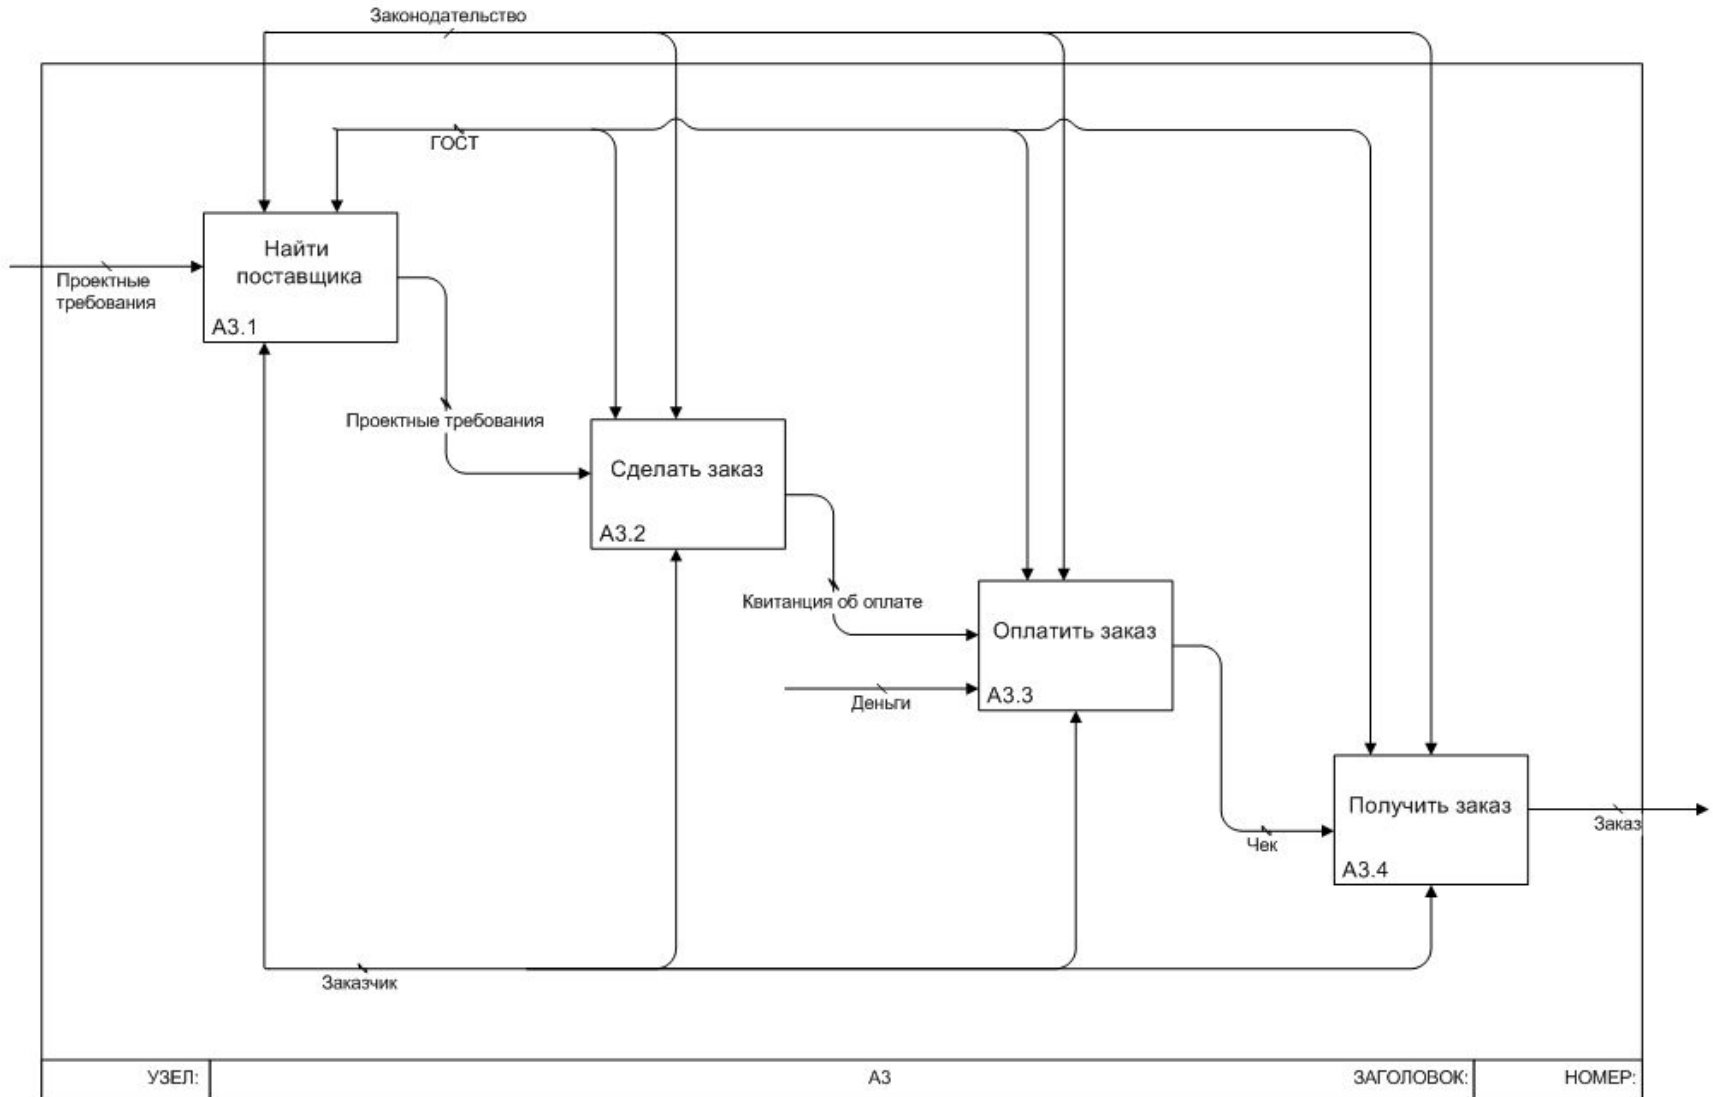 Законодательство
ГОСТ
Найти
поставщика
А3.1
Проектные
требования
Проектные требования
Сделать заказ
А3.2
Квитанция об оплате
Оплатить заказ
А3.3
Деньги
Получить заказ
А3.4
Заказ
Чек
Заказчик
УЗЕЛ:
А3
ЗАГОЛОВОК:
НОМЕР: